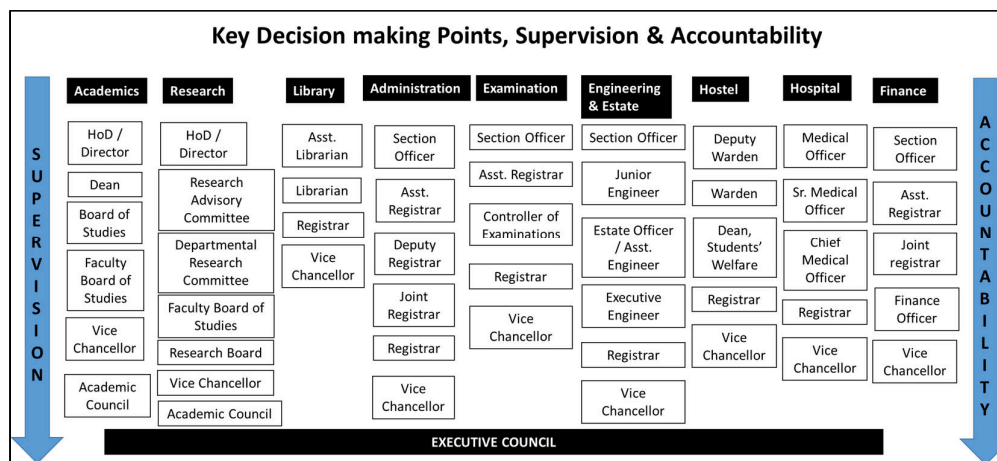 Key Decision making Points, Supervision & Accountability
SUPERVISION
Academics
HoD /
Director
Dean
Board of
Studies
Faculty
Board of
Studies
Vice
Chancellor
Academic
Council
Research
HoD /
Director
Research
Advisory
Committee
Departmental
Research
Committee
Faculty Board of
Studies
Research Board
Vice Chancellor
Academic Council
Library
Asst.
Librarian
Librarian
Registrar
Vice
Chancellor
Administration
Section
Officer
Asst.
Registrar
Deputy
Registrar
Joint
Registrar
Registrar
Vice
Chancellor
Examination
Section Officer
Asst. Registrar
Controller of
Examinations
Registrar
Vice
Chancellor
Engineering
& Estate
Section Officer
Junior
Engineer
Estate Officer
/ Asst.
Engineer
Executive
Engineer
Registrar
Vice
Chancellor
Hostel
Deputy
Warden
Warden
Dean,
Students’
Welfare
Registrar
Vice
Chancellor
Hospital
Medical
Officer
Sr. Medical
Officer
Chief
Medical
Officer
Registrar
Vice
Chancellor
Finance
Section
Officer
Asst.
Registrar
Joint
registrar
Finance
Officer
Vice
Chancellor
ACCOUNTABILITY
EXECUTIVE COUNCIL